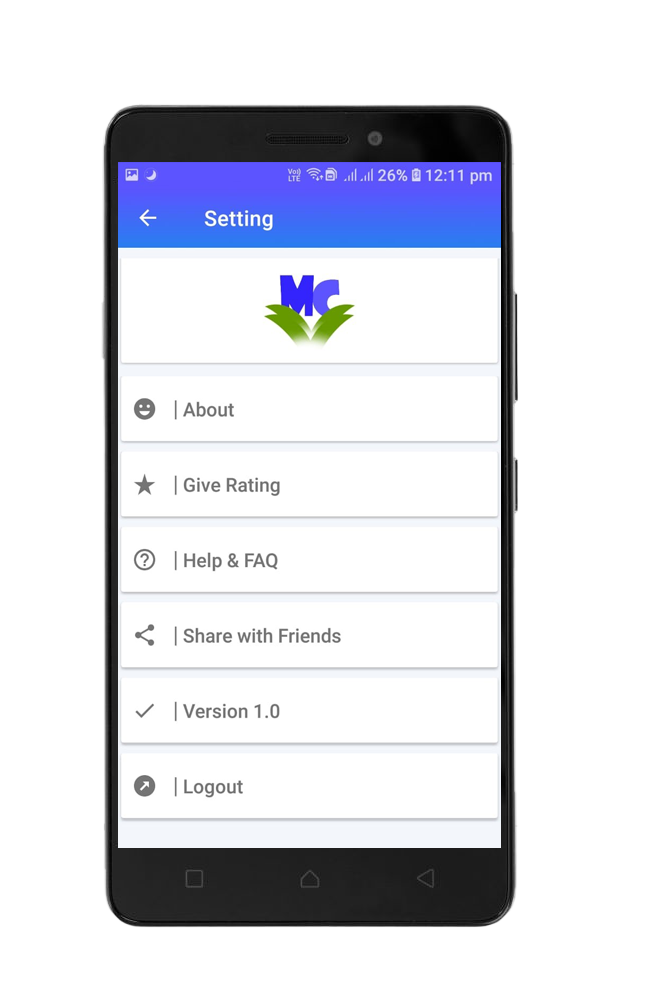 Vo)) LTE 26% 12:11 pm
Setting
MC
| About
| Give Rating
| Help & FAQ
| Share with Friends
| Version 1.0
| Logout